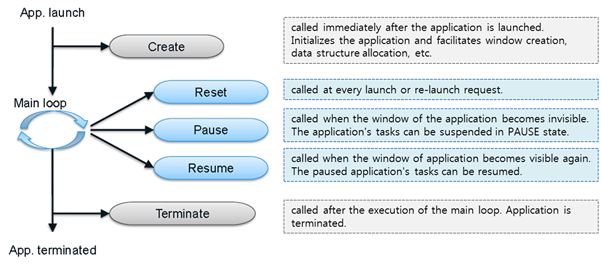 App. launch
Create
called immediately after the application is launched.
Initializes the application and facilitates window creation,
data structure allocation, etc.
Main loop
Reset
called at every launch or re-launch request.
Pause
called when the window of the application becomes invisible.
The application's tasks can be suspended in PAUSE state.
Resume
called when the window of application becomes visible again.
The paused application's tasks can be resumed.
Terminate
called after the execution of the main loop. Application is
terminated.
App. terminated